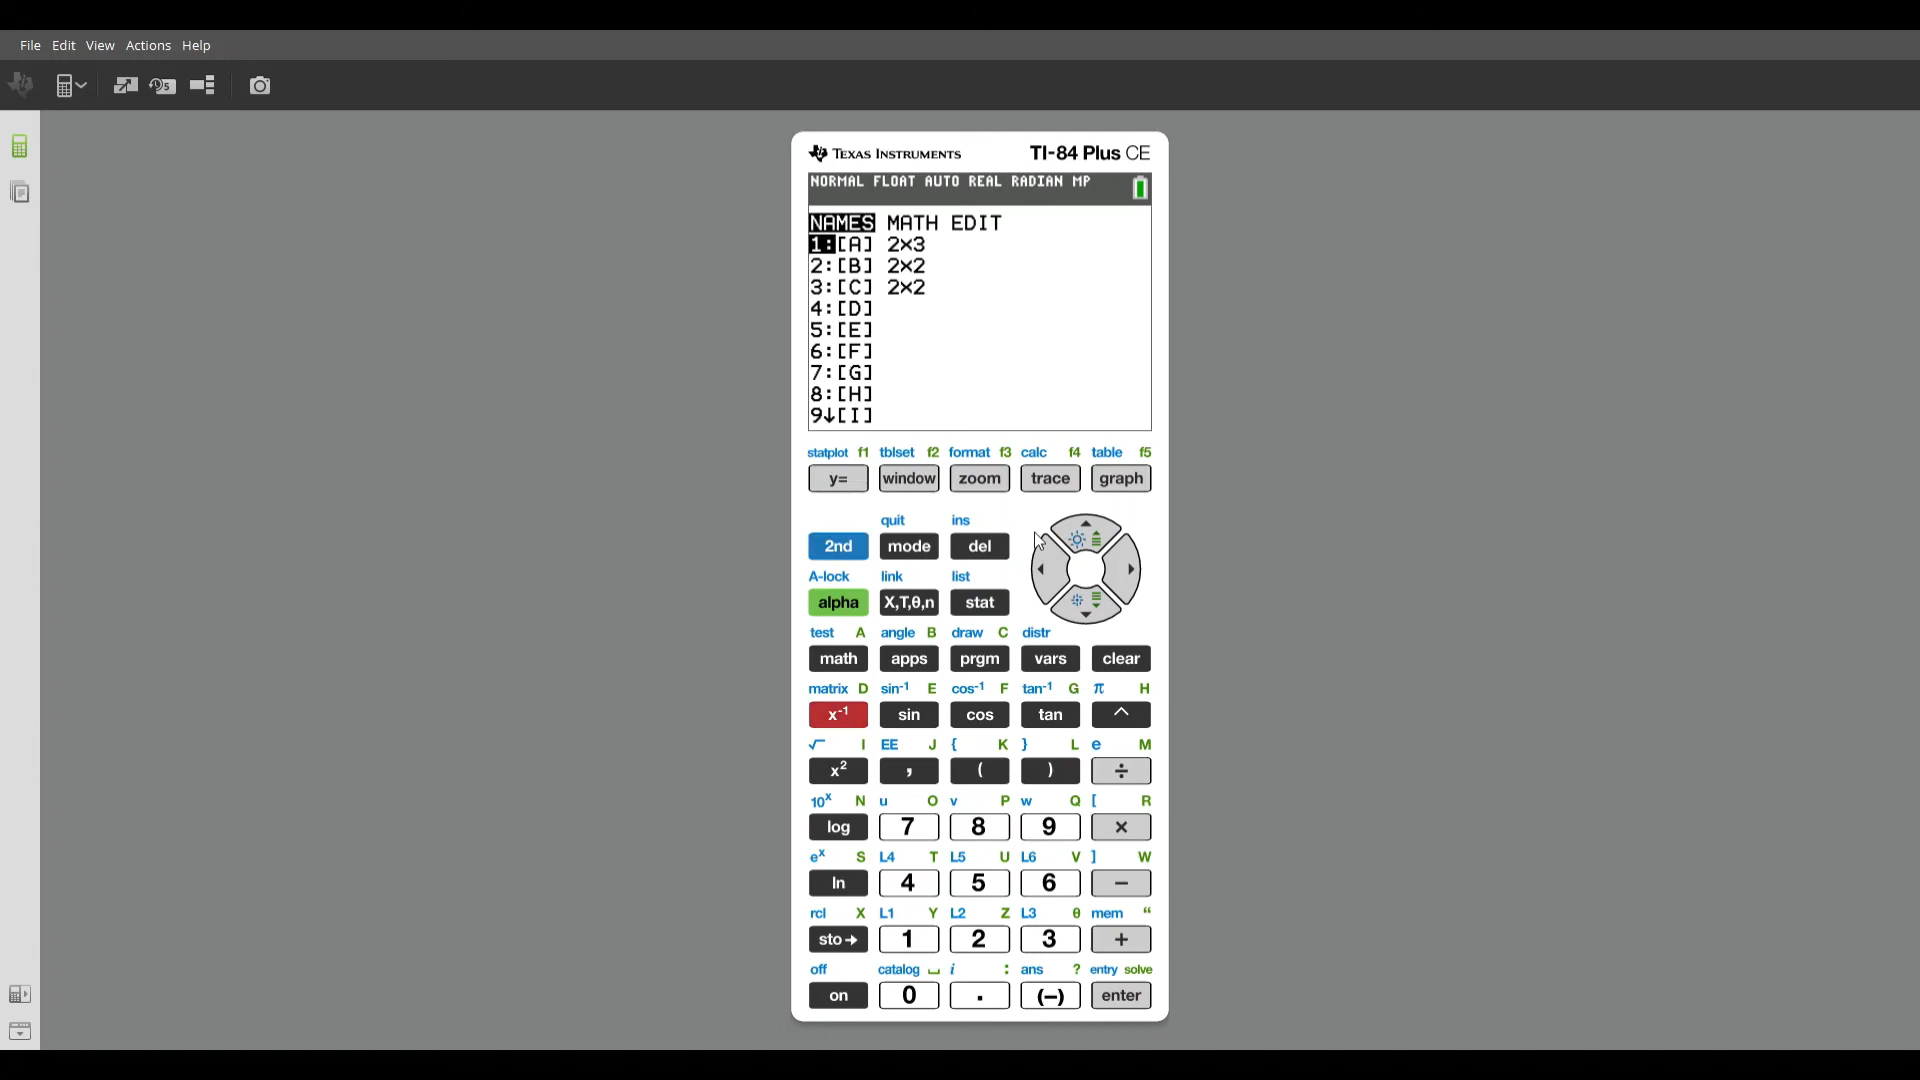 File Edit View Actions Help
TEXAS INSTRUMENTS TI-84 Plus CE
NORMAL FLOAT AUTO REAL RADIAN MP
NAMES MATH EDIT
1:[A] 2×3
2:[B] 2×2
3:[C] 2×2
4:[D]
5:[E]
6:[F]
7:[G]
8:[H]
9↓[I]
statplot f1 tblset f2 format f3 calc f4 table f5
y= window zoom trace graph
quit ins
2nd mode del
A-lock link list
alpha X,T,θ,n stat
test A angle B draw C distr
math apps prgm vars clear
matrix D sin⁻¹ E cos⁻¹ F tan⁻¹ G π H
x⁻¹ sin cos tan ^
√ I EE J { K } L e M
x² , ( ) ÷
10ˣ N u O v P w Q [ R
log 7 8 9 ×
eˣ S L4 T L5 U L6 V ] W
ln 4 5 6 −
rcl X L1 Y L2 Z L3 θ mem “
sto→ 1 2 3 +
off catalog ⎵ i : ans ? entry solve
on 0 . (−) enter